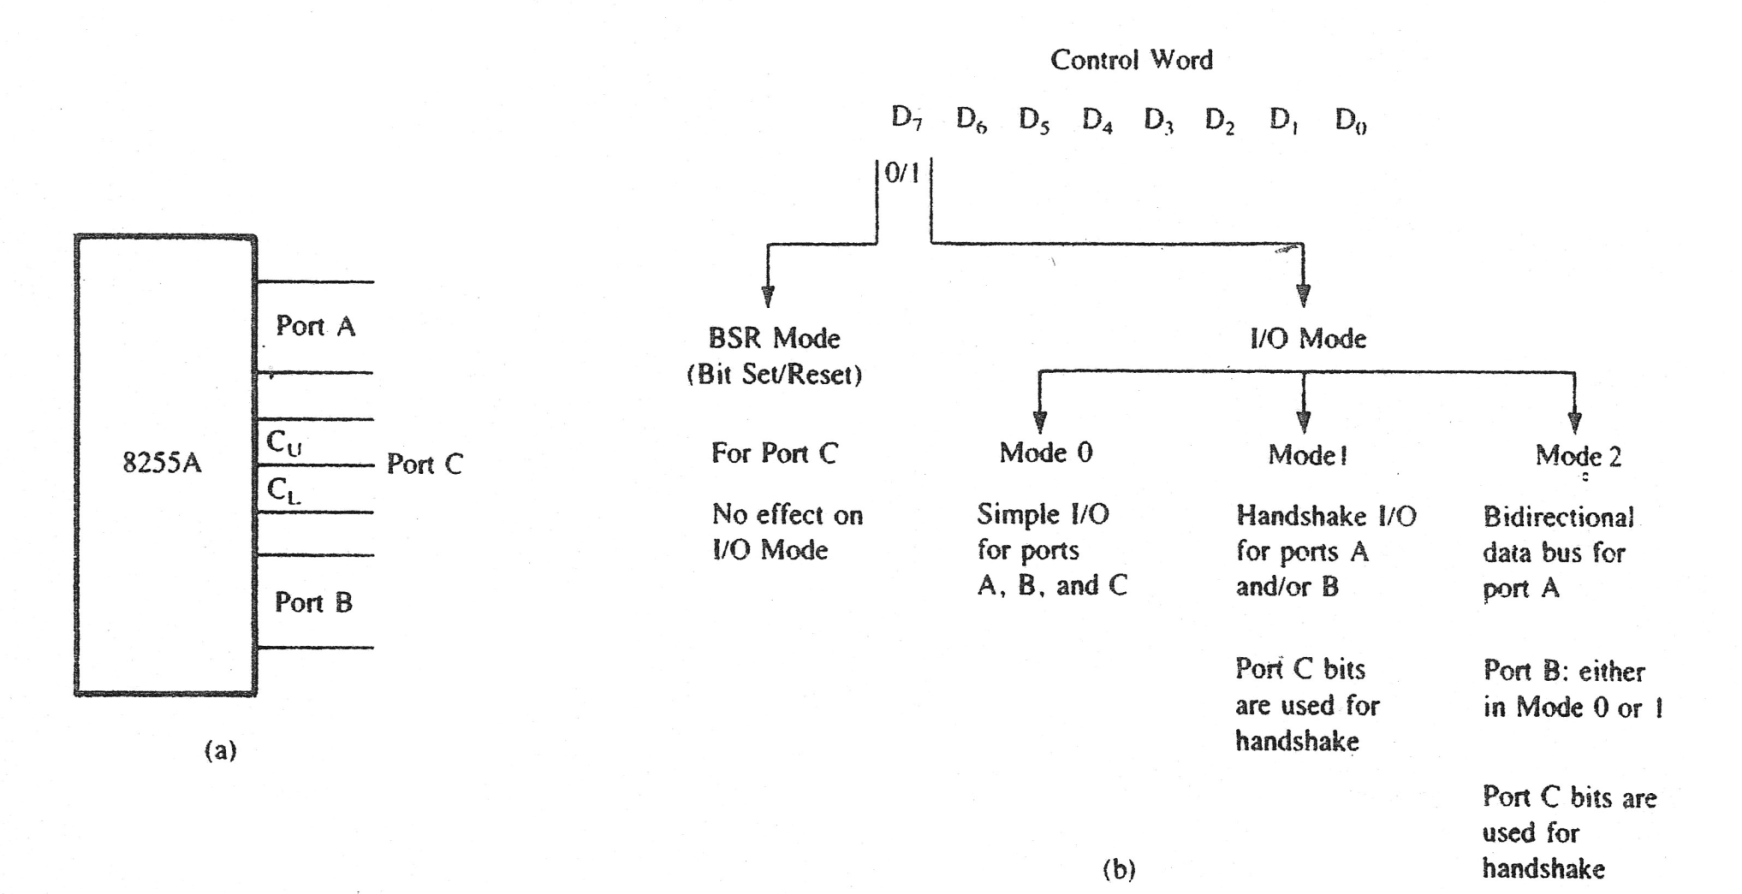 Control Word
D₇ D₆ D₅ D₄ D₃ D₂ D₁ D₀
0/1
Port A
8255A
C_U
C_L
Port C
Port B
(a)
BSR Mode
(Bit Set/Reset)
For Port C
No effect on
I/O Mode
I/O Mode
Mode 0
Simple I/O
for ports
A, B, and C
Mode 1
Handshake I/O
for ports A
and/or B
Port C bits
are used for
handshake
Mode 2
Bidirectional
data bus for
port A
Port B: either
in Mode 0 or 1
Port C bits are
used for
handshake
(b)